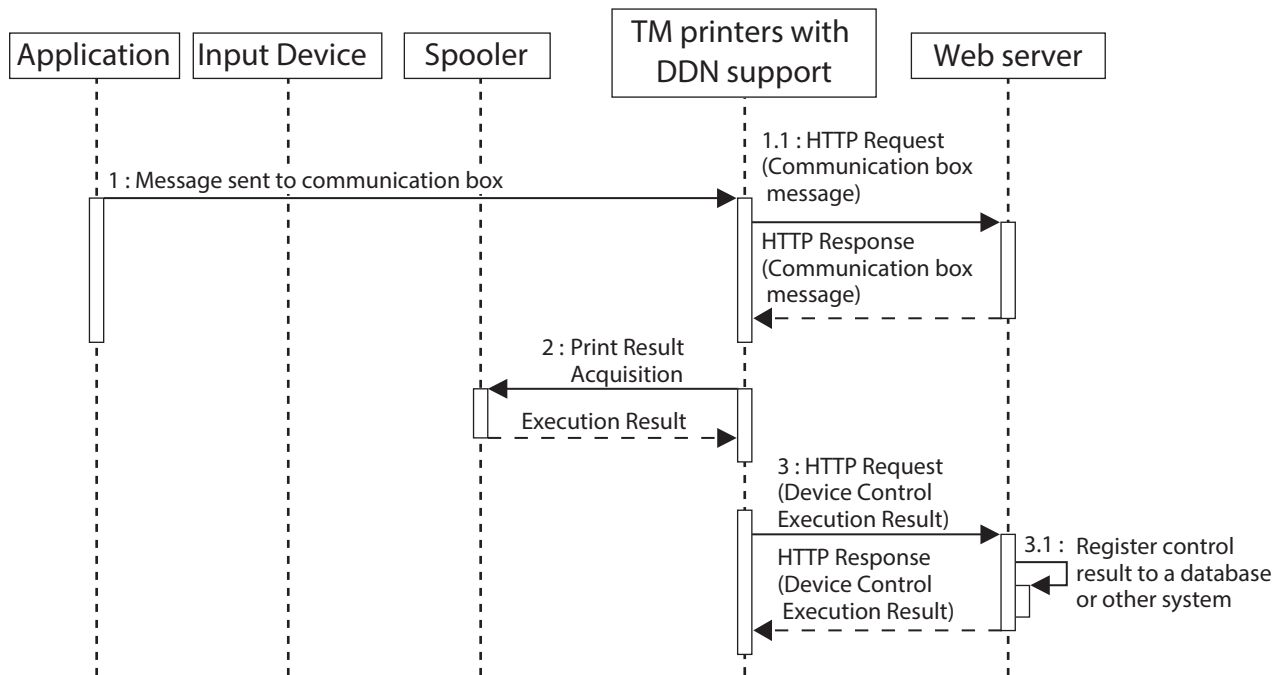 Application
Input Device
Spooler
TM printers with
DDN support
Web server
1 : Message sent to communication box
1.1 : HTTP Request
(Communication box
message)
HTTP Response
(Communication box
message)
2 : Print Result
Acquisition
Execution Result
3 : HTTP Request
(Device Control
Execution Result)
3.1 : Register control
result to a database
or other system
HTTP Response
(Device Control
Execution Result)